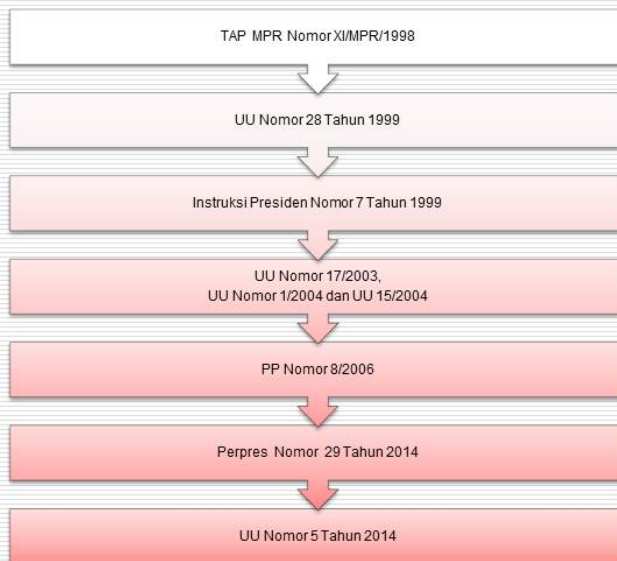 TAP MPR Nomor XI/MPR/1998
UU Nomor 28 Tahun 1999
Instruksi Presiden Nomor 7 Tahun 1999
UU Nomor 17/2003,
UU Nomor 1/2004 dan UU 15/2004
PP Nomor 8/2006
Perpres Nomor 29 Tahun 2014
UU Nomor 5 Tahun 2014